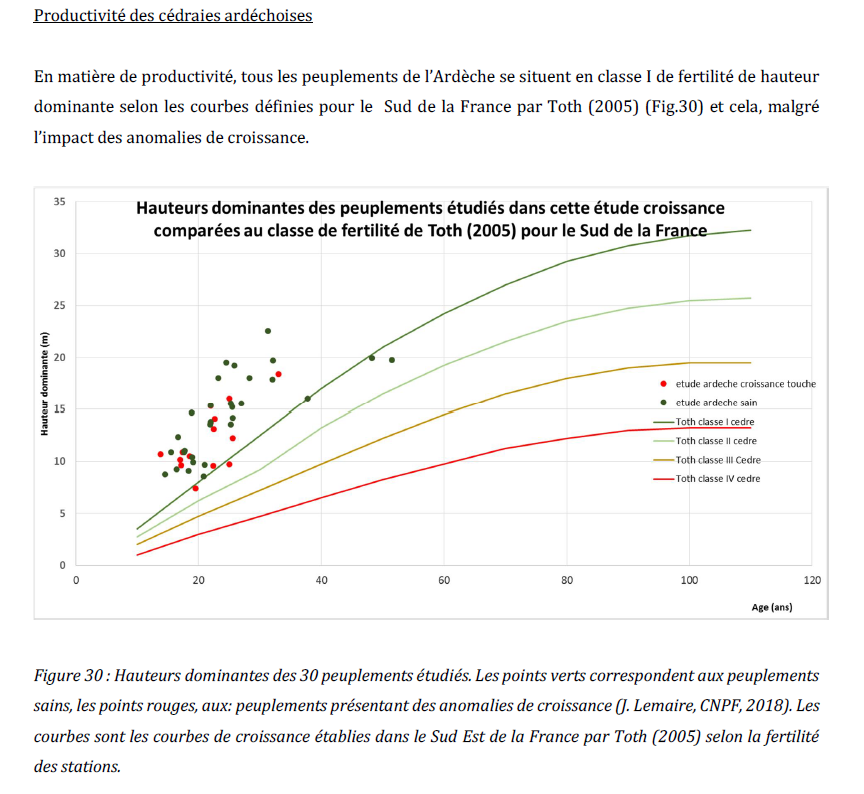 Productivité des cédraies ardéchoises
En matière de productivité, tous les peuplements de l’Ardèche se situent en classe I de fertilité de hauteur
dominante selon les courbes définies pour le Sud de la France par Toth (2005) (Fig.30) et cela, malgré
l’impact des anomalies de croissance.
Hauteurs dominantes des peuplements étudiés dans cette étude croissance
comparées au classe de fertilité de Toth (2005) pour le Sud de la France
Hauteur dominante (m)
35
30
25
20
15
10
5
0
etude ardeche croissance touche
etude ardeche sain
Toth classe I cedre
Toth classe II cedre
Toth classe III Cedre
Toth classe IV cedre
0 20 40 60 80 100 120
Age (ans)
Figure 30 : Hauteurs dominantes des 30 peuplements étudiés. Les points verts correspondent aux peuplements
sains, les points rouges, aux: peuplements présentant des anomalies de croissance (J. Lemaire, CNPF, 2018). Les
courbes sont les courbes de croissance établies dans le Sud Est de la France par Toth (2005) selon la fertilité
des stations.